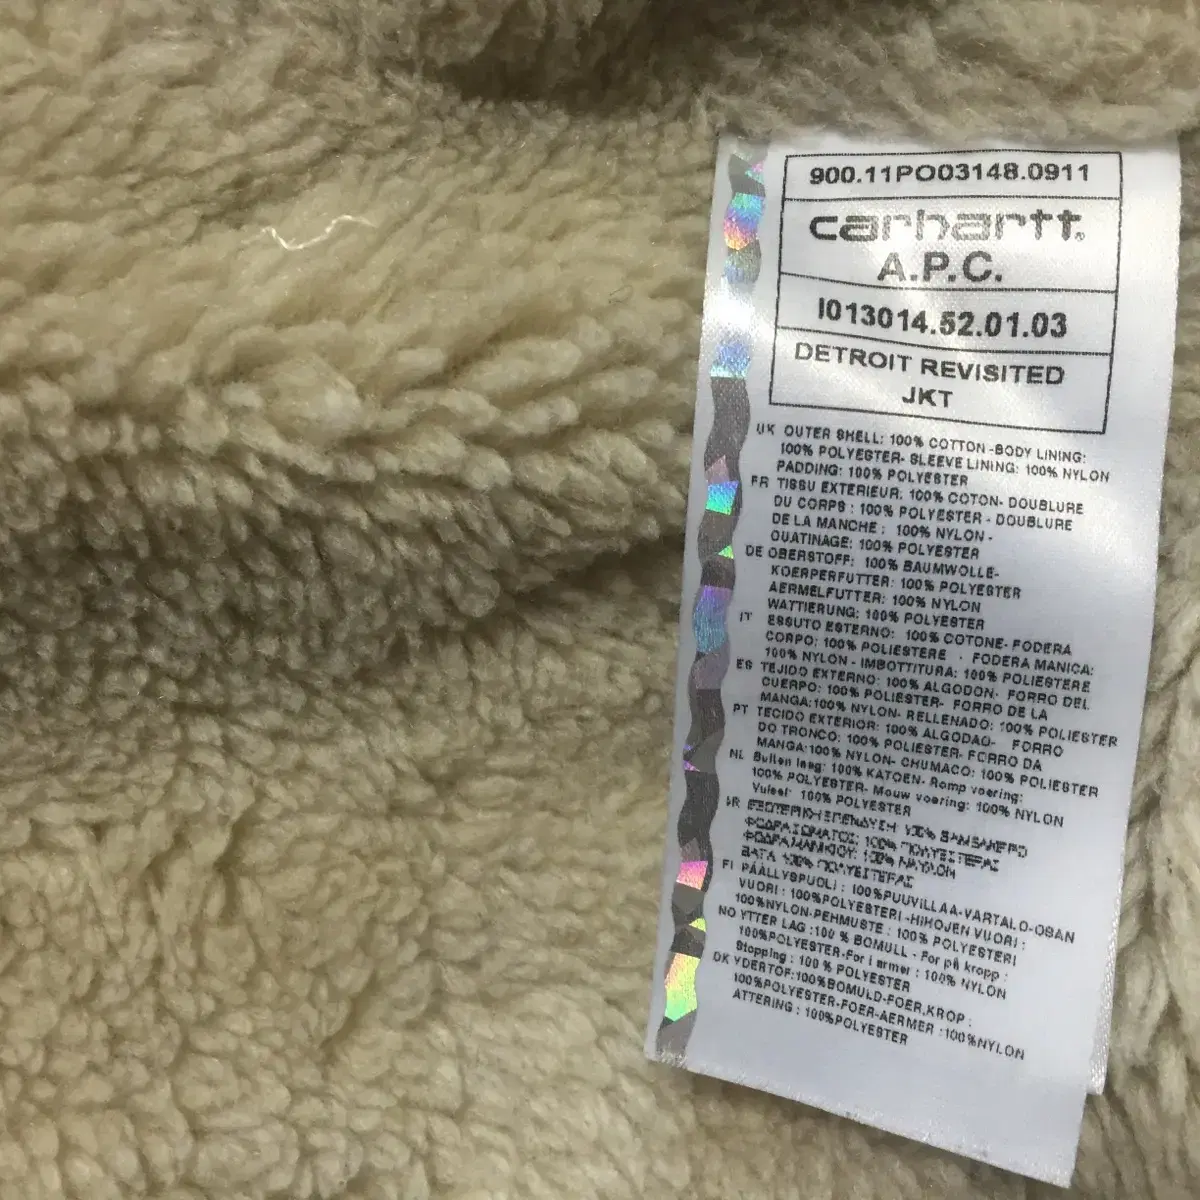 900.11PO03148.0911
carhartt®
A.P.C.
I013014.52.01.03
DETROIT REVISITED
JKT
UK OUTER SHELL: 100% COTTON -BODY LINING:
100% POLYESTER- SLEEVE LINING: 100% NYLON
PADDING: 100% POLYESTER
FR TISSU EXTERIEUR: 100% COTON- DOUBLURE
DU CORPS : 100% POLYESTER - DOUBLURE
DE LA MANCHE : 100% NYLON -
OUATINAGE: 100% POLYESTER
DE OBERSTOFF: 100% BAUMWOLLE-
KOERPERFUTTER: 100% POLYESTER
AERMELFUTTER: 100% NYLON
WATTIERUNG: 100% POLYESTER
IT ESSUTO ESTERNO: 100% COTONE- FODERA
CORPO: 100% POLIESTERE - FODERA MANICA:
100% NYLON - IMBOTTITURA: 100% POLIESTERE
ES TEJIDO EXTERNO: 100% ALGODON- FORRO DEL
CUERPO: 100% POLIESTER- FORRO DE LA
MANGA:100% NYLON- RELLENADO: 100% POLIESTER
PT TECIDO EXTERIOR: 100% ALGODAO- FORRO
DO TRONCO: 100% POLIESTER- FORRO DA
MANGA:100% NYLON- CHUMACO: 100% POLIESTER
NL Buiten laag: 100% KATOEN- Romp voering:
100% POLYESTER- Mouw voering: 100% NYLON
Vulsel: 100% POLYESTER
100%
100%
100%
100%
FI PÄÄLLYSPUOLI : 100%PUUVILLAA-VARTALO-OSAN
VUORI : 100%POLYESTERI -HIHOJEN VUORI :
100%NYLON-PEHMUSTE : 100% POLYESTERI
NO YTTER LAG :100 % BOMULL - For på kropp :
100%POLYESTER-For i ermer : 100% NYLON
Stopping : 100 % POLYESTER
DK YDERTOF:100%BOMULD-FOER,KROP :
100%POLYESTER-FOER-AERMER :100%NYLON
ATTERING : 100%POLYESTER